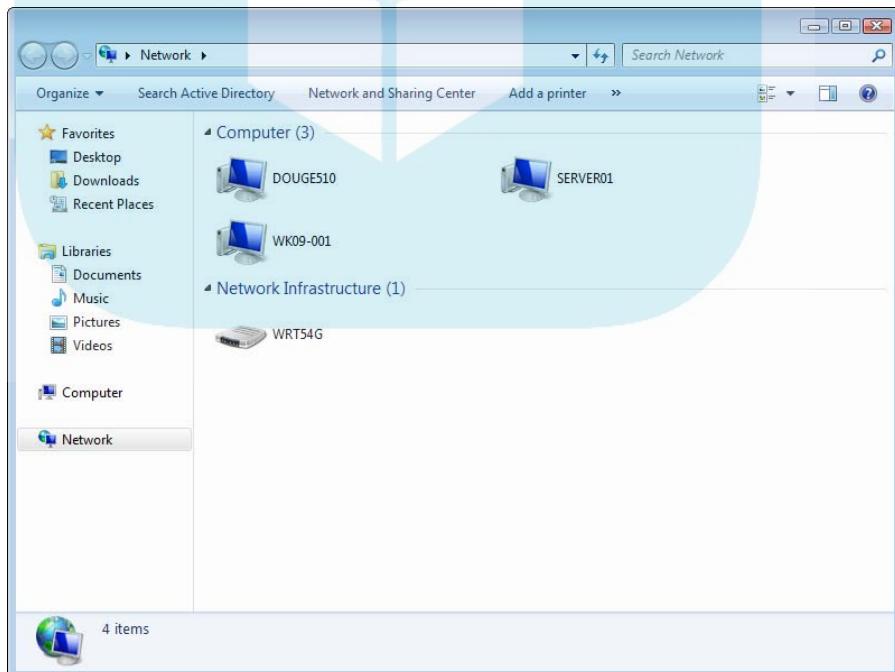 Network
Search Network
Organize
Search Active Directory
Network and Sharing Center
Add a printer
»
Favorites
Desktop
Downloads
Recent Places
Libraries
Documents
Music
Pictures
Videos
Computer
Network
Computer (3)
DOUGE510
SERVER01
WK09-001
Network Infrastructure (1)
WRT54G
4 items